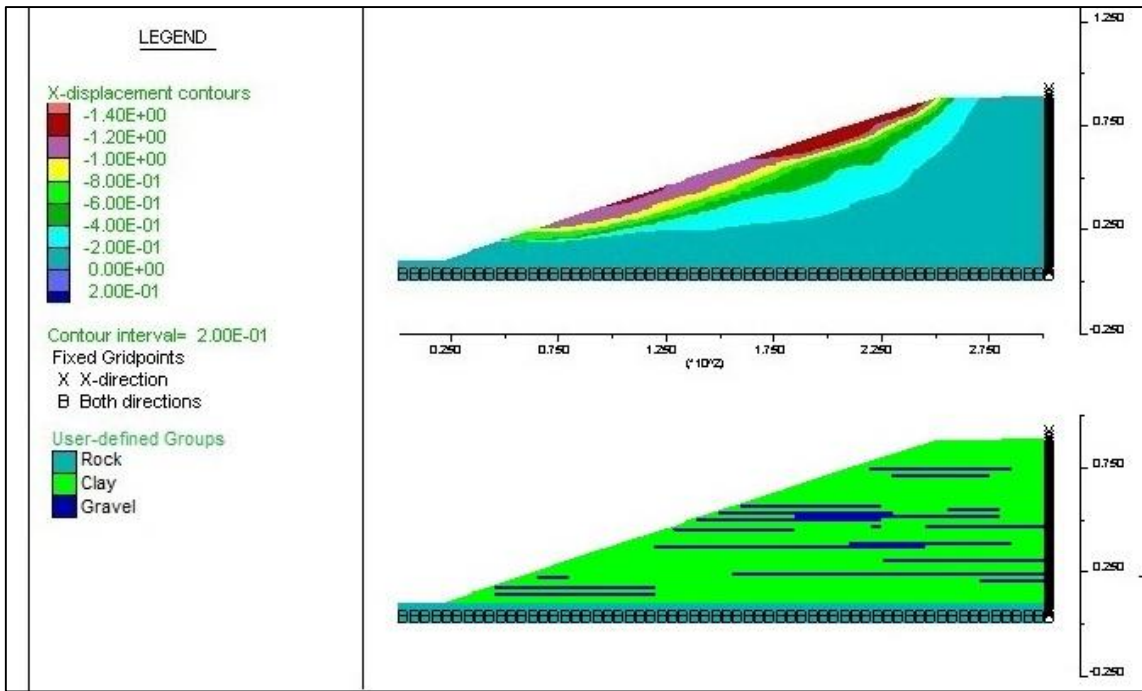 LEGEND
X-displacement contours
-1.40E+00
-1.20E+00
-1.00E+00
-8.00E-01
-6.00E-01
-4.00E-01
-2.00E-01
0.00E+00
2.00E-01
Contour interval= 2.00E-01
Fixed Gridpoints
X X-direction
B Both directions
User-defined Groups
Rock
Clay
Gravel
1.250
0.750
0.250
-0.250
0.250 0.750 1.250 1.750 2.250 2.750
(*10^2)
0.750
0.250
-0.250